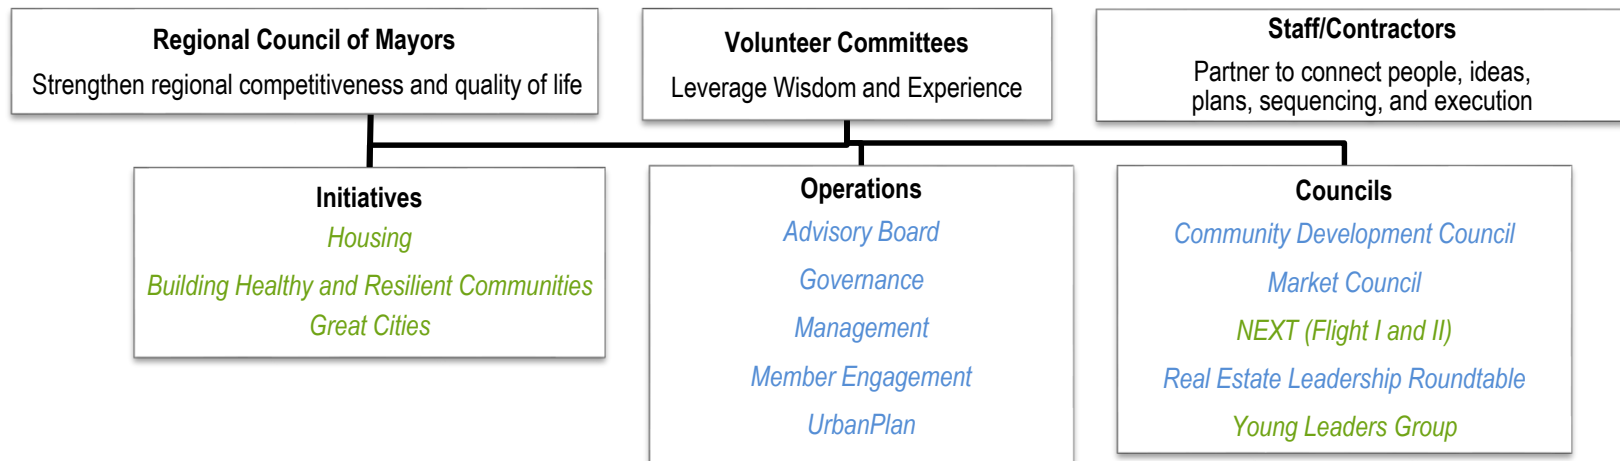 Regional Council of Mayors
Strengthen regional competitiveness and quality of life
Volunteer Committees
Leverage Wisdom and Experience
Staff/Contractors
Partner to connect people, ideas,
plans, sequencing, and execution
Initiatives
Housing
Building Healthy and Resilient Communities
Great Cities
Operations
Advisory Board
Governance
Management
Member Engagement
UrbanPlan
Councils
Community Development Council
Market Council
NEXT (Flight I and II)
Real Estate Leadership Roundtable
Young Leaders Group